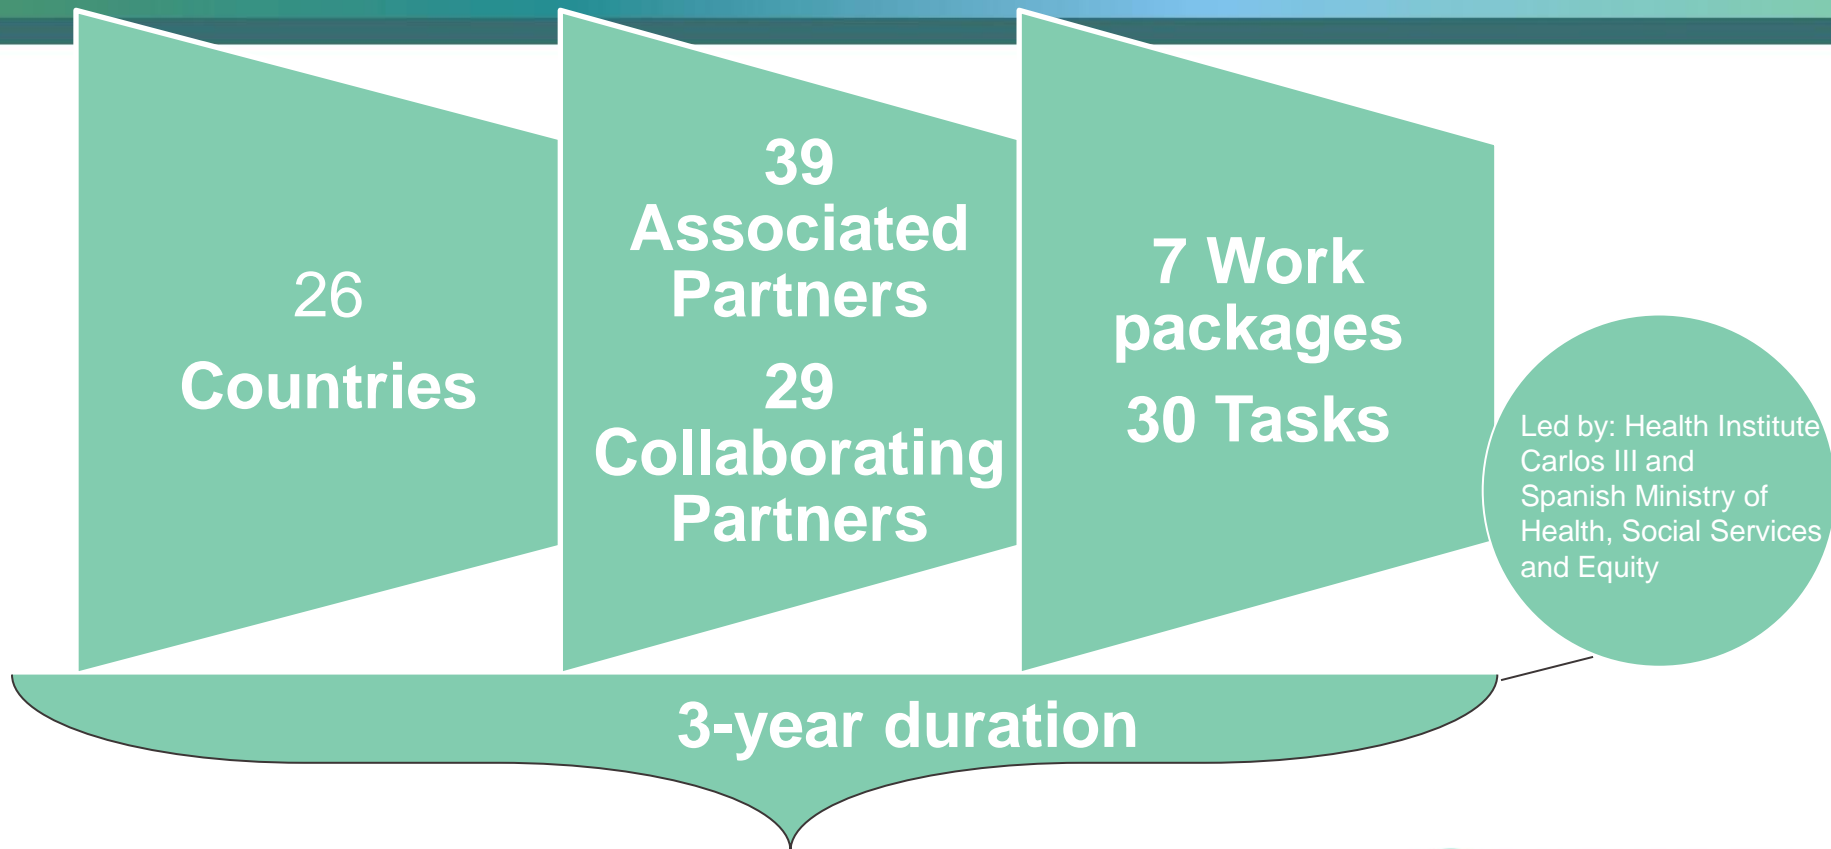 26
Countries
39
Associated
Partners
29
Collaborating
Partners
7 Work
packages
30 Tasks
Led by: Health Institute
Carlos III and
Spanish Ministry of
Health, Social Services
and Equity
3-year duration